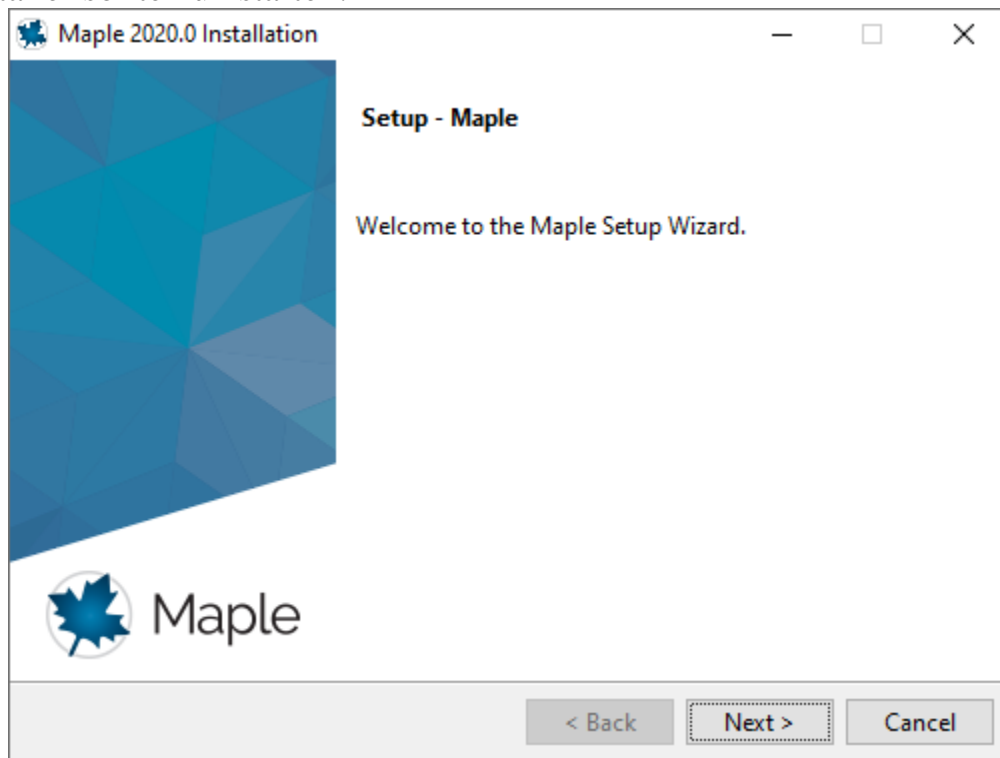 Maple 2020.0 Installation
Setup - Maple
Welcome to the Maple Setup Wizard.
Maple
< Back
Next >
Cancel